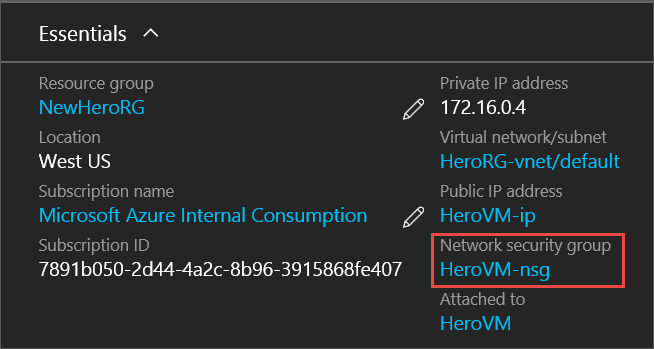 Essentials
Resource group
NewHeroRG
Location
West US
Subscription name
Microsoft Azure Internal Consumption
Subscription ID
7891b050-2d44-4a2c-8b96-3915868fe407
Private IP address
172.16.0.4
Virtual network/subnet
HeroRG-vnet/default
Public IP address
HeroVM-ip
Network security group
HeroVM-nsg
Attached to
HeroVM